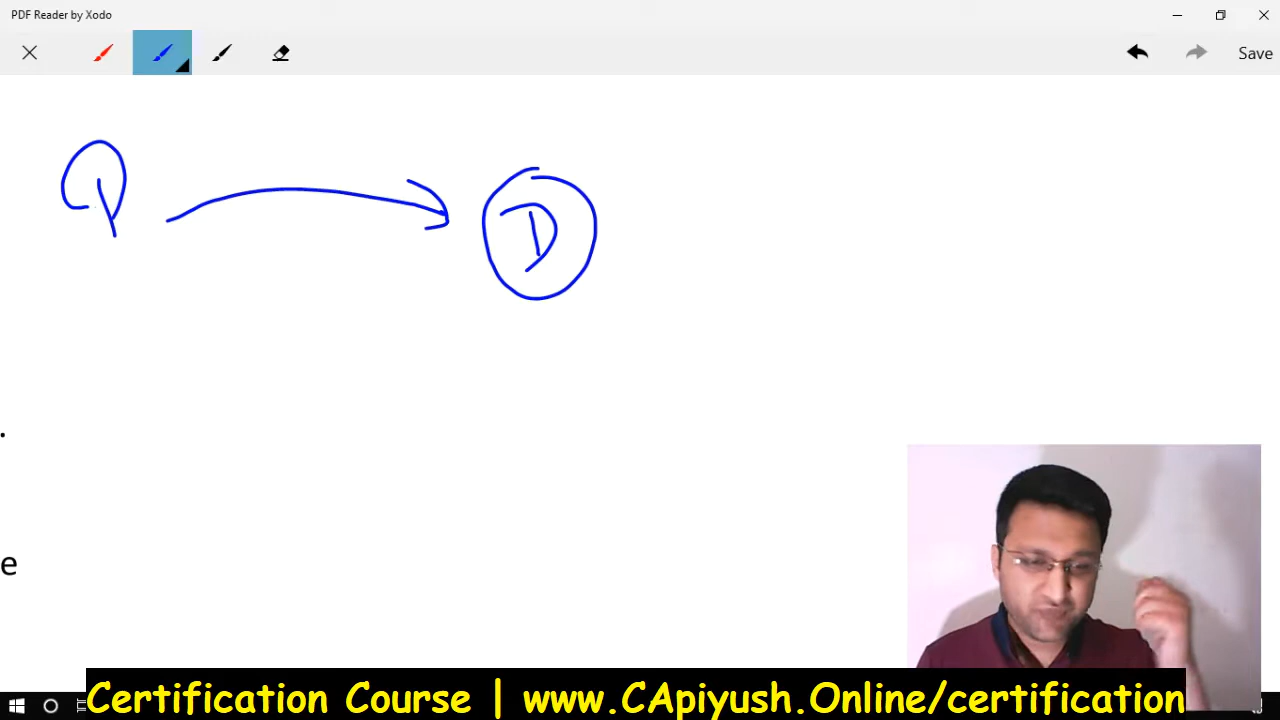 PDF Reader by Xodo
Save
P
D
.
e
Certification Course | www.CApiyush.Online/certification